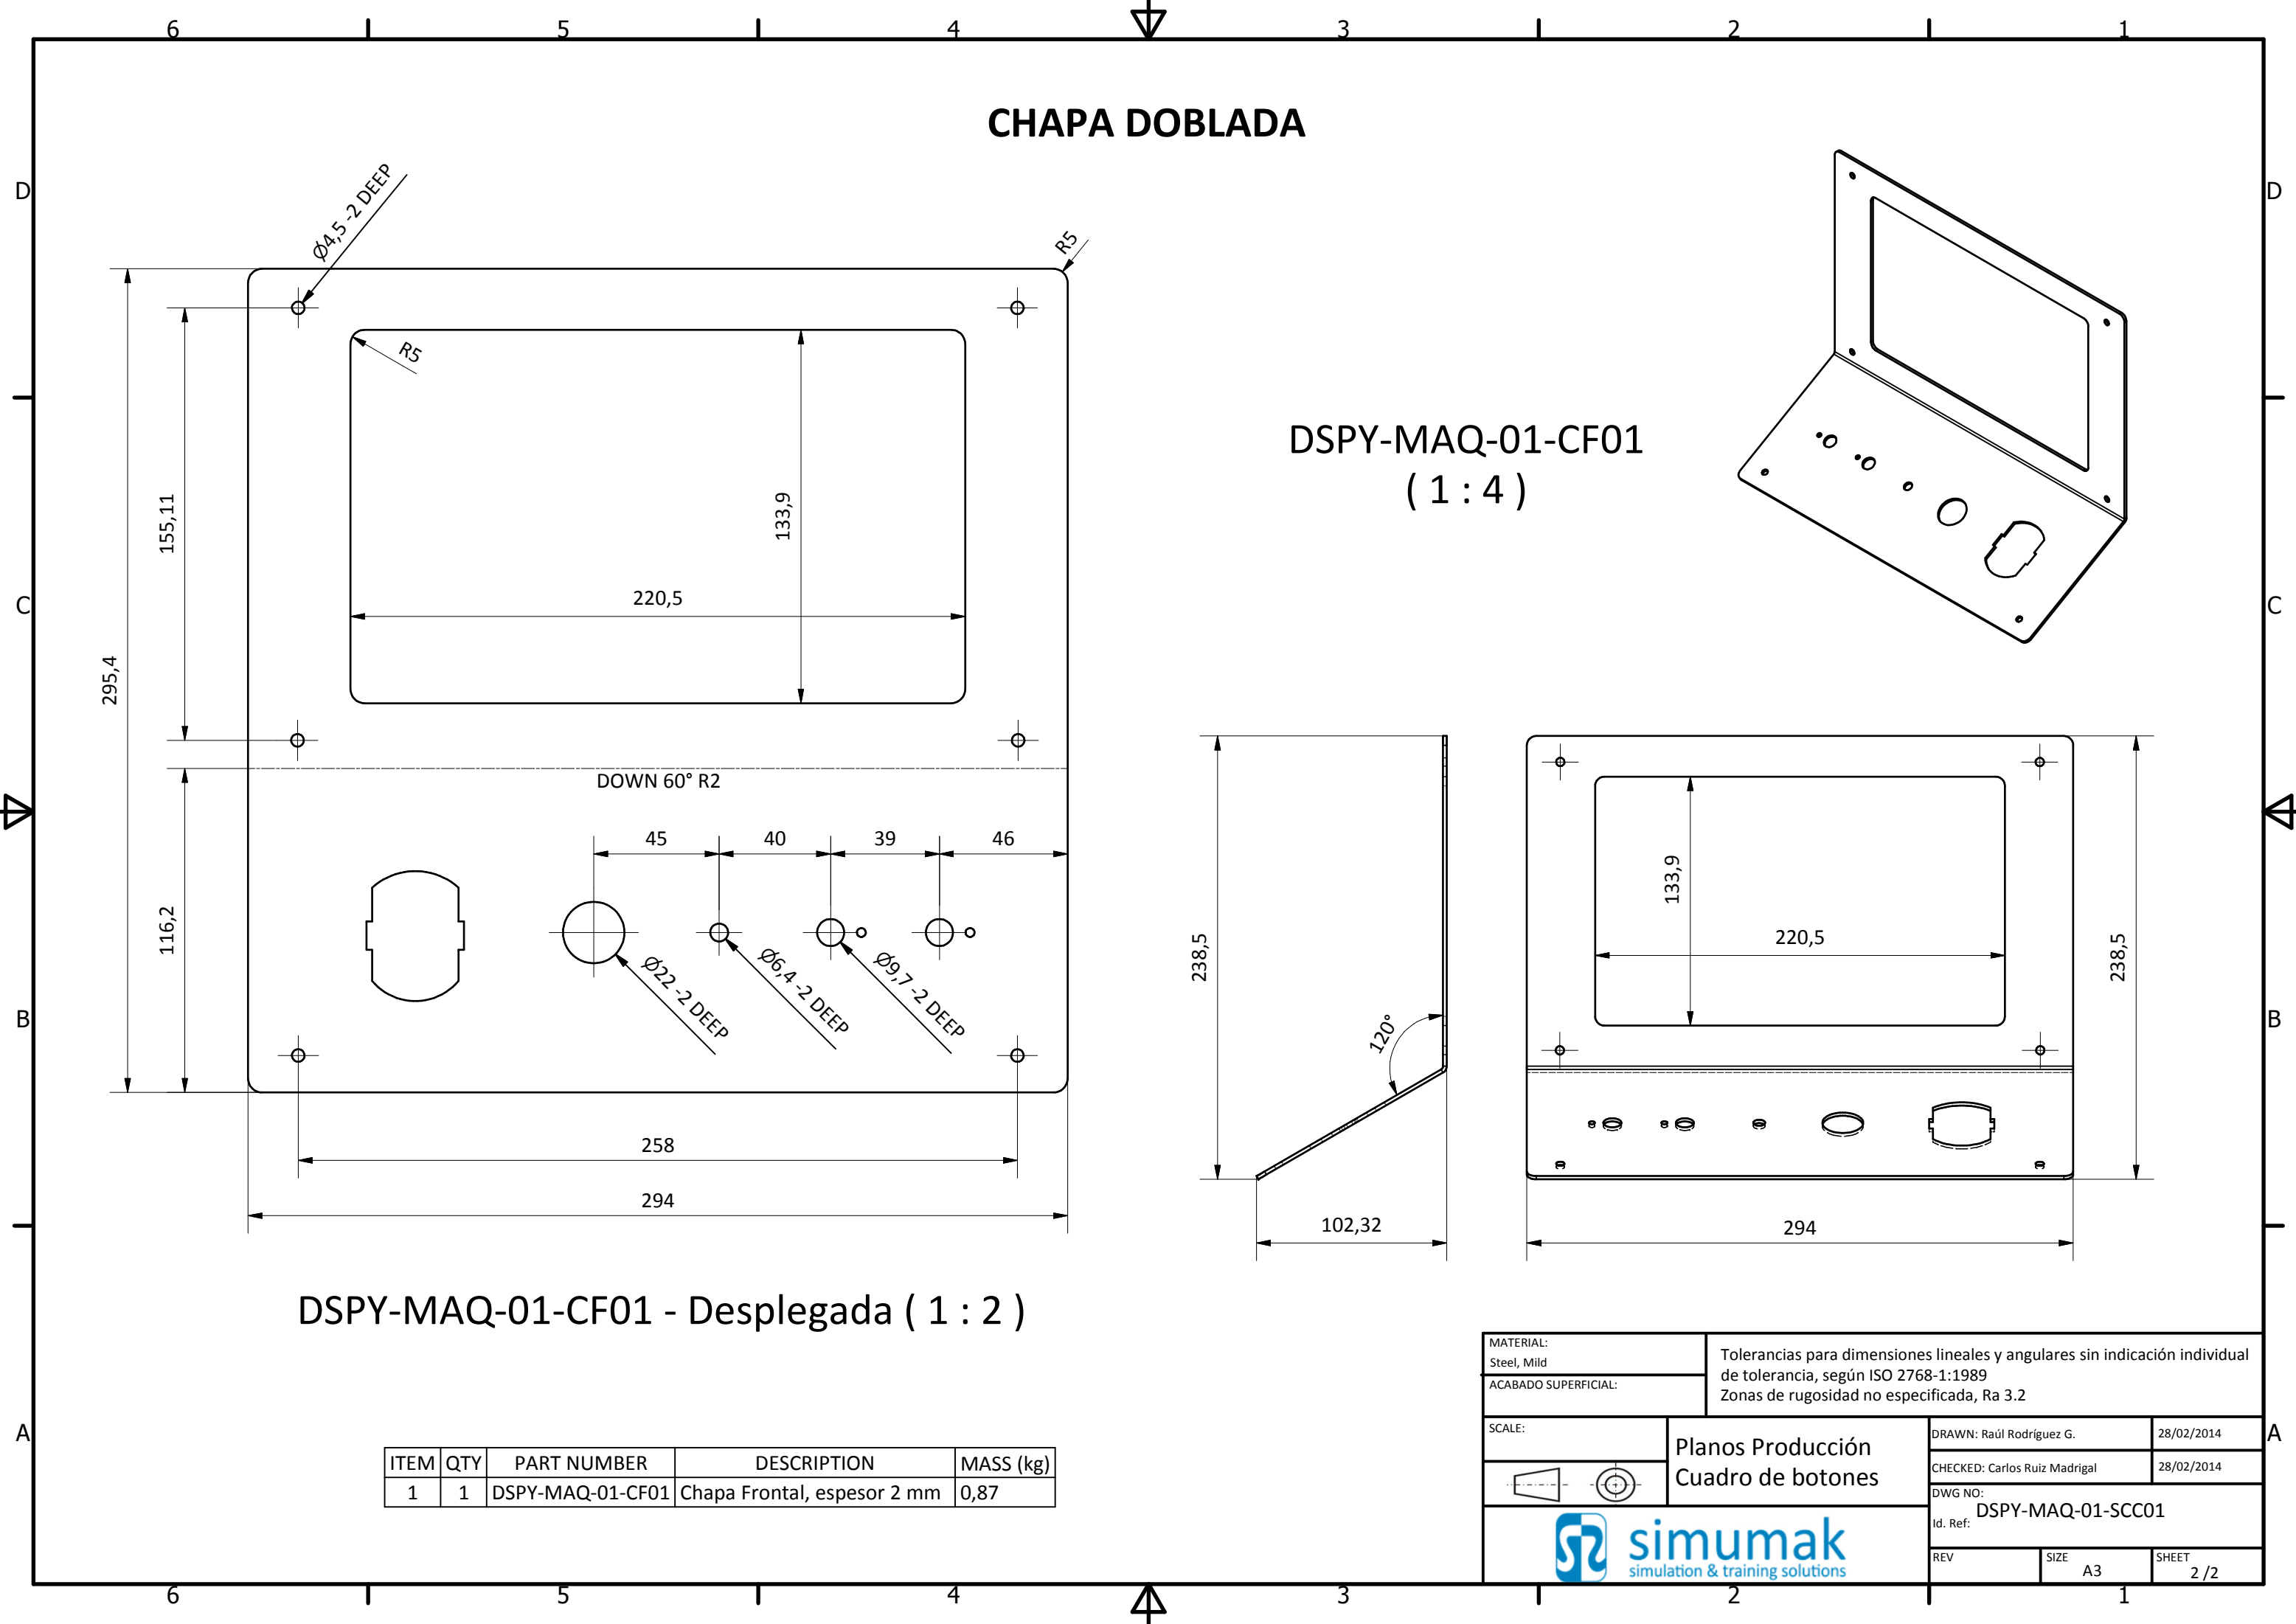 6 5 4 3 2 1
CHAPA DOBLADA
D D
Ø4,5 -2 DEEP
R5
R5
155,11
133,9
220,5
295,4
DSPY-MAQ-01-CF01
( 1 : 4 )
C C
DOWN 60° R2
45 40 39 46
116,2
Ø22 -2 DEEP
Ø6,4 -2 DEEP
Ø9,7 -2 DEEP
258
294
238,5
120°
102,32
133,9
220,5
238,5
294
B B
DSPY-MAQ-01-CF01 - Desplegada ( 1 : 2 )
ITEM QTY PART NUMBER DESCRIPTION MASS (kg)
1 1 DSPY-MAQ-01-CF01 Chapa Frontal, espesor 2 mm 0,87
A A
MATERIAL:
Steel, Mild
ACABADO SUPERFICIAL:
Tolerancias para dimensiones lineales y angulares sin indicación individual
de tolerancia, según ISO 2768-1:1989
Zonas de rugosidad no especificada, Ra 3.2
SCALE:
Planos Producción
Cuadro de botones
DRAWN: Raúl Rodríguez G. 28/02/2014
CHECKED: Carlos Ruiz Madrigal 28/02/2014
DWG NO:
DSPY-MAQ-01-SCC01
Id. Ref:
simumak
simulation & training solutions
REV SIZE SHEET
A3 2 /2
6 5 4 3 2 1